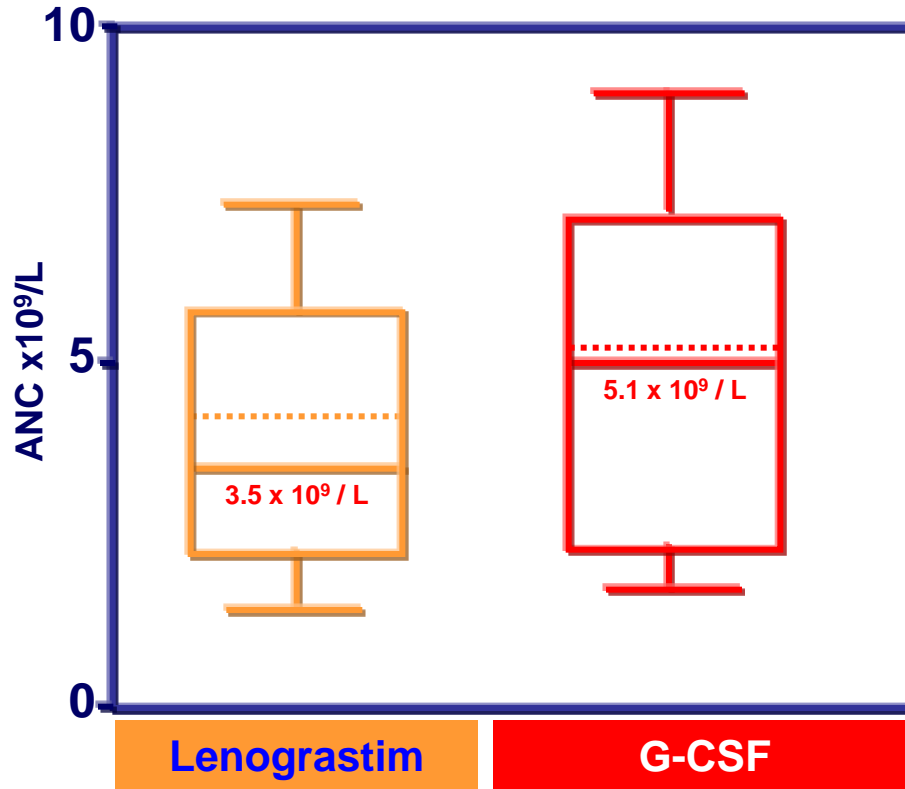 10
ANC x10⁹/L
5
5.1 x 10⁹ / L
3.5 x 10⁹ / L
0
Lenograstim
G-CSF